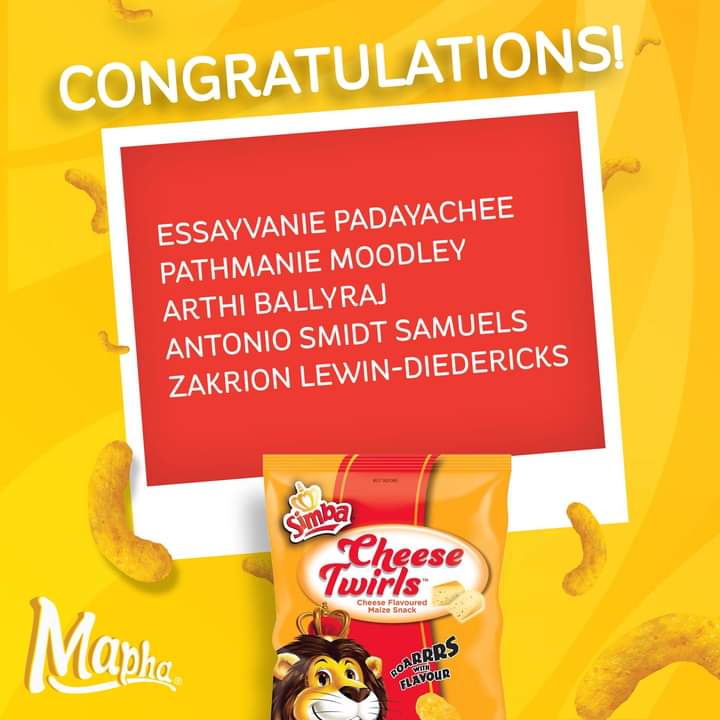 CONGRATULATIONS!
ESSAYVANIE PADAYACHEE
PATHMANIE MOODLEY
ARTHI BALLYRAJ
ANTONIO SMIDT SAMUELS
ZAKRION LEWIN-DIEDERICKS
Simba
Cheese
Twirls™
Cheese Flavoured
Maize Snack
ROARRRS
WITH
FLAVOUR
Mapha®